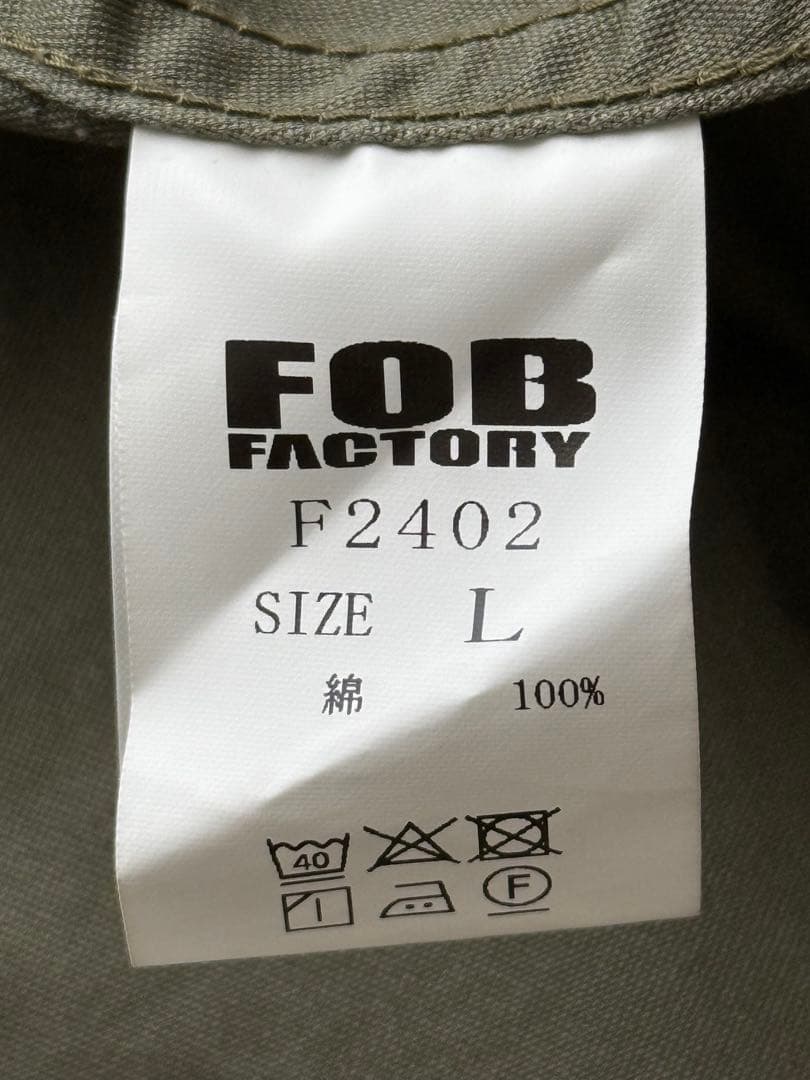 FOB
FACTORY
F2402
SIZE L
綿 100%
40
F